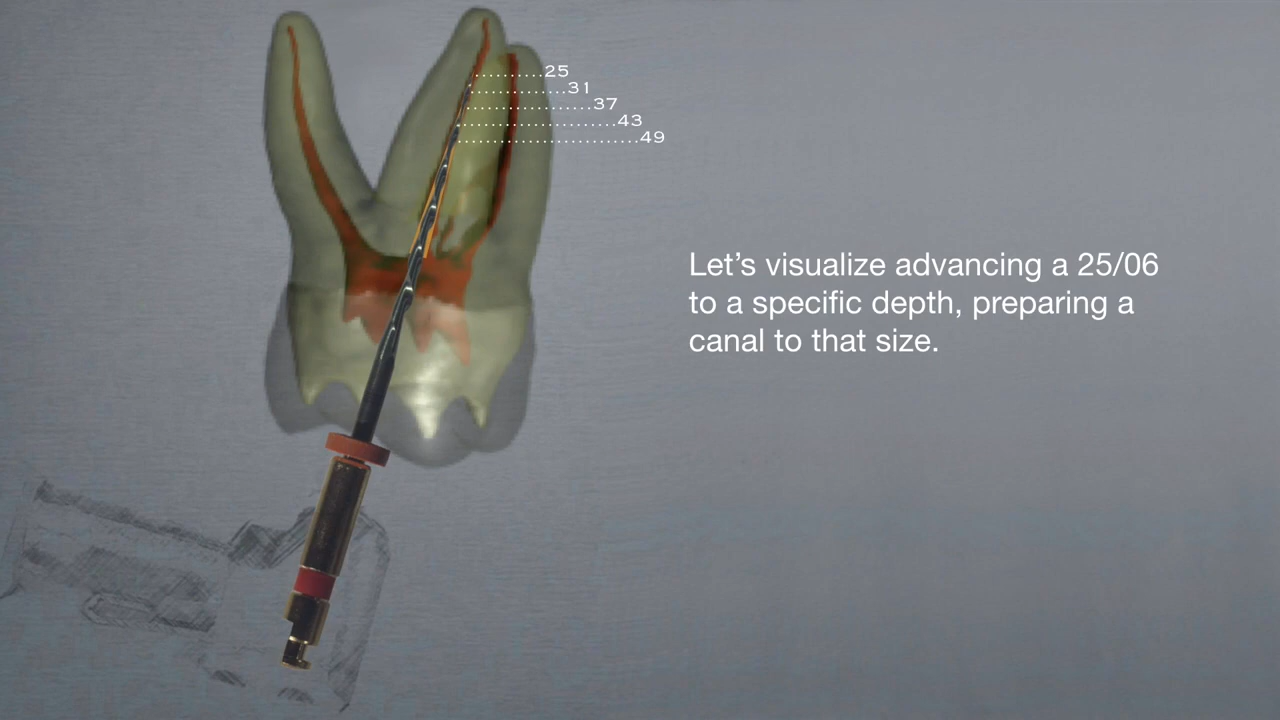 ..........25
..............31
..................37
.......................43
..........................49
Let’s visualize advancing a 25/06
to a specific depth, preparing a
canal to that size.